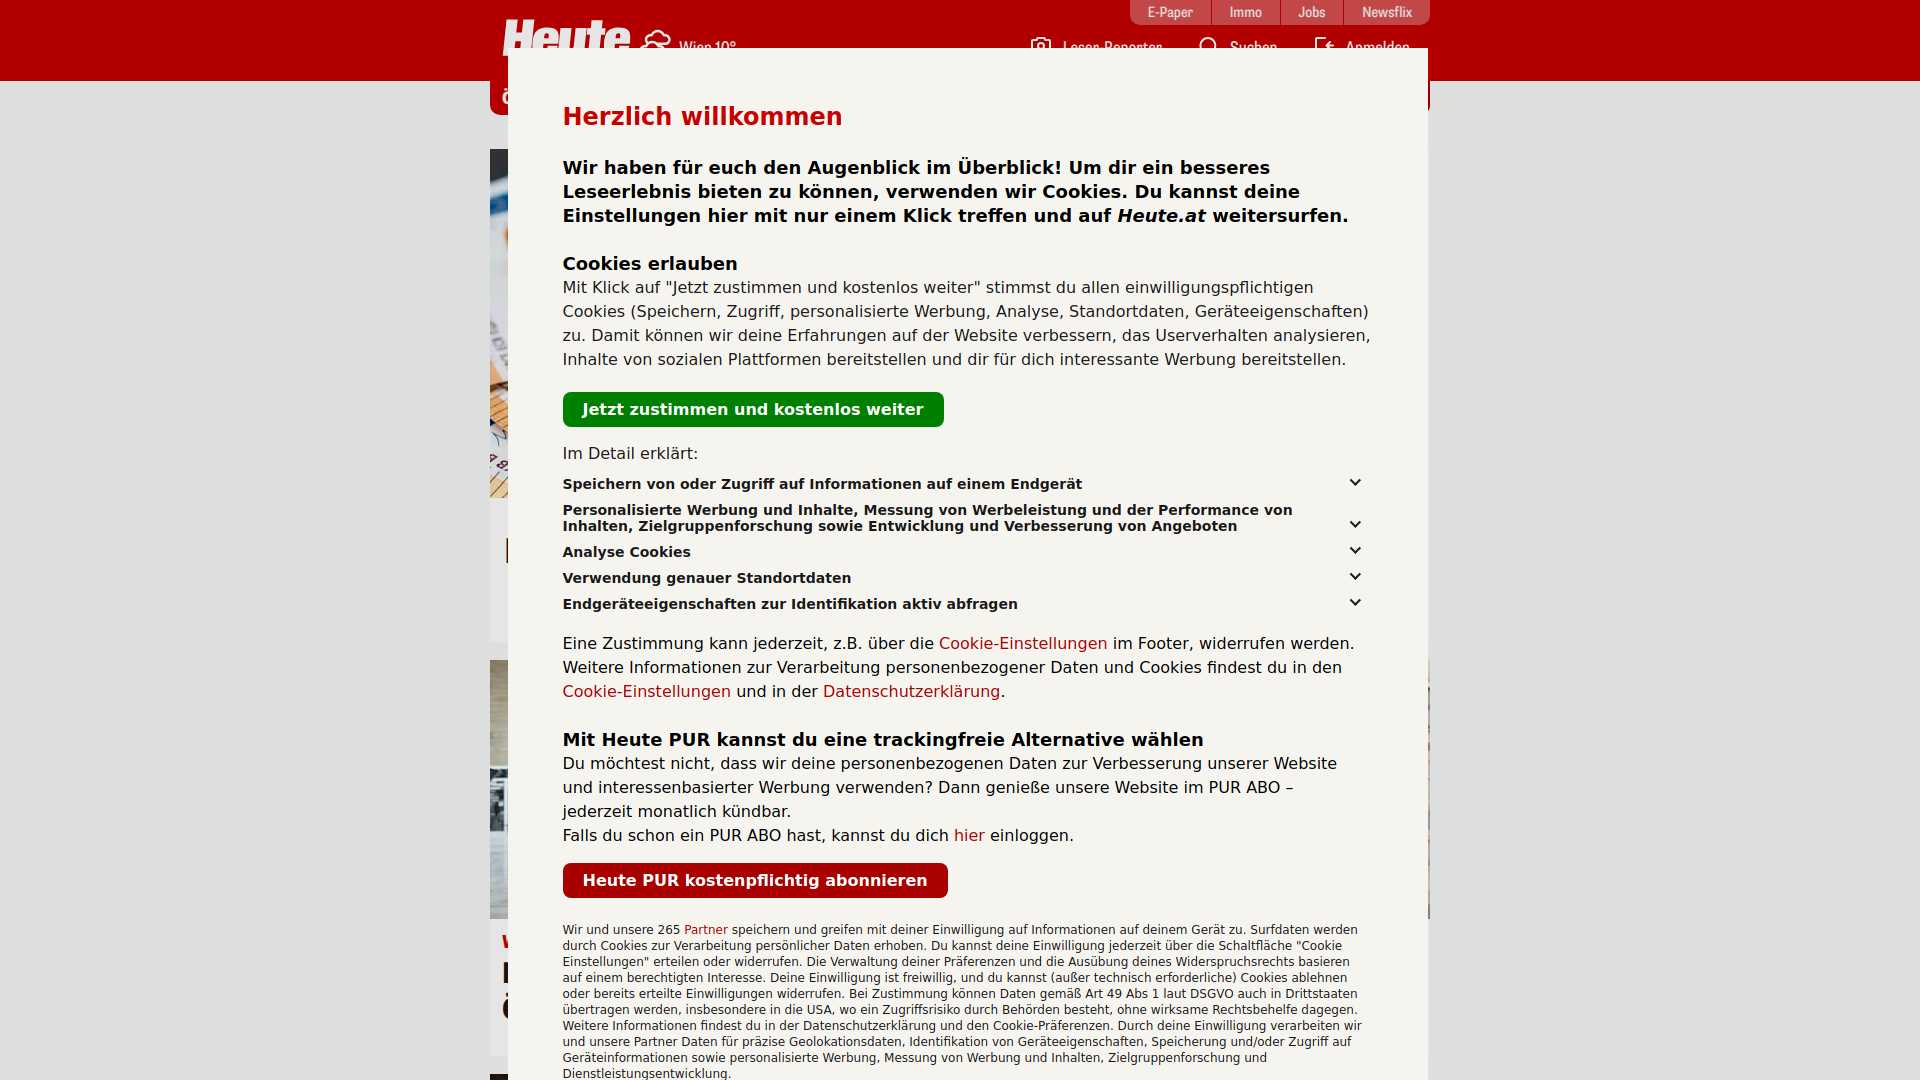 E-Paper
Immo
Jobs
Newsflix
Heute
Wien 10°
Leser-Reporter
Suchen
Anmelden
Herzlich willkommen
Wir haben für euch den Augenblick im Überblick! Um dir ein besseres
Leseerlebnis bieten zu können, verwenden wir Cookies. Du kannst deine
Einstellungen hier mit nur einem Klick treffen und auf Heute.at weitersurfen.
Cookies erlauben
Mit Klick auf "Jetzt zustimmen und kostenlos weiter" stimmst du allen einwilligungspflichtigen
Cookies (Speichern, Zugriff, personalisierte Werbung, Analyse, Standortdaten, Geräteeigenschaften)
zu. Damit können wir deine Erfahrungen auf der Website verbessern, das Userverhalten analysieren,
Inhalte von sozialen Plattformen bereitstellen und dir für dich interessante Werbung bereitstellen.
Jetzt zustimmen und kostenlos weiter
Im Detail erklärt:
Speichern von oder Zugriff auf Informationen auf einem Endgerät
Personalisierte Werbung und Inhalte, Messung von Werbeleistung und der Performance von
Inhalten, Zielgruppenforschung sowie Entwicklung und Verbesserung von Angeboten
Analyse Cookies
Verwendung genauer Standortdaten
Endgeräteeigenschaften zur Identifikation aktiv abfragen
Eine Zustimmung kann jederzeit, z.B. über die Cookie-Einstellungen im Footer, widerrufen werden.
Weitere Informationen zur Verarbeitung personenbezogener Daten und Cookies findest du in den
Cookie-Einstellungen und in der Datenschutzerklärung.
Mit Heute PUR kannst du eine trackingfreie Alternative wählen
Du möchtest nicht, dass wir deine personenbezogenen Daten zur Verbesserung unserer Website
und interessenbasierter Werbung verwenden? Dann genieße unsere Website im PUR ABO –
jederzeit monatlich kündbar.
Falls du schon ein PUR ABO hast, kannst du dich hier einloggen.
Heute PUR kostenpflichtig abonnieren
Wir und unsere 265 Partner speichern und greifen mit deiner Einwilligung auf Informationen auf deinem Gerät zu. Surfdaten werden
durch Cookies zur Verarbeitung persönlicher Daten erhoben. Du kannst deine Einwilligung jederzeit über die Schaltfläche "Cookie
Einstellungen" erteilen oder widerrufen. Die Verwaltung deiner Präferenzen und die Ausübung deines Widerspruchsrechts basieren
auf einem berechtigten Interesse. Deine Einwilligung ist freiwillig, und du kannst (außer technisch erforderliche) Cookies ablehnen
oder bereits erteilte Einwilligungen widerrufen. Bei Zustimmung können Daten gemäß Art 49 Abs 1 laut DSGVO auch in Drittstaaten
übertragen werden, insbesondere in die USA, wo ein Zugriffsrisiko durch Behörden besteht, ohne wirksame Rechtsbehelfe dagegen.
Weitere Informationen findest du in der Datenschutzerklärung und den Cookie-Präferenzen. Durch deine Einwilligung verarbeiten wir
und unsere Partner Daten für präzise Geolokationsdaten, Identifikation von Geräteeigenschaften, Speicherung und/oder Zugriff auf
Geräteinformationen sowie personalisierte Werbung, Messung von Werbung und Inhalten, Zielgruppenforschung und
Dienstleistungsentwicklung.